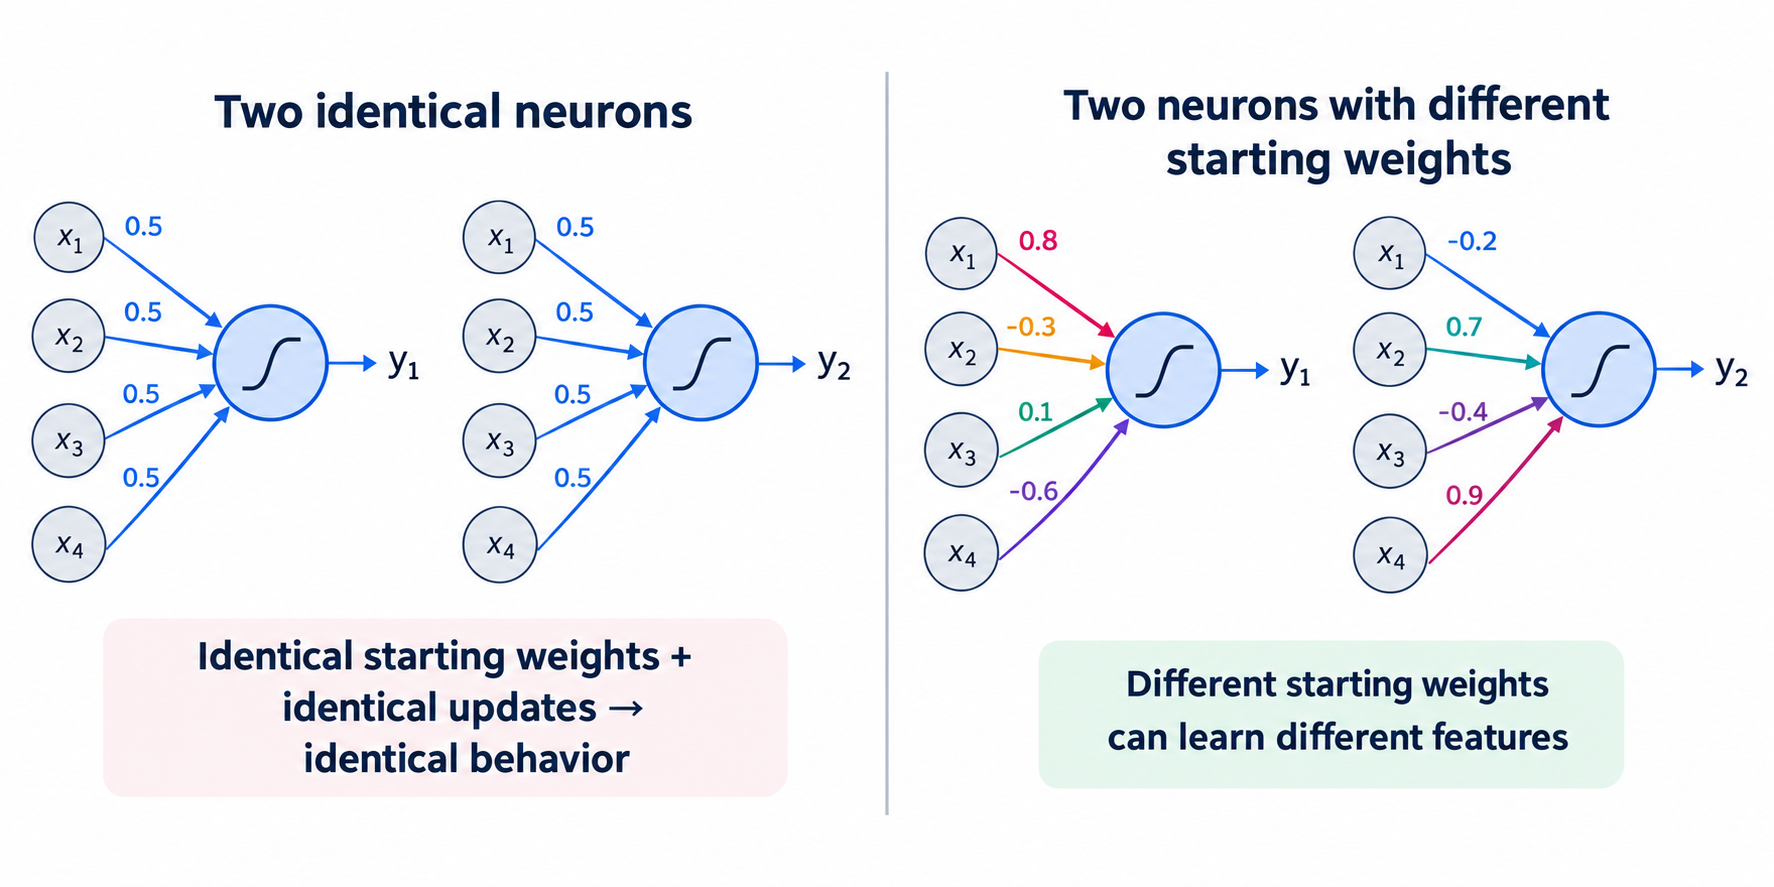 Two identical neurons
x₁
0.5
x₂
0.5
x₃
0.5
x₄
0.5
y₁
x₁
0.5
x₂
0.5
x₃
0.5
x₄
0.5
y₂
Identical starting weights +
identical updates →
identical behavior
Two neurons with different
starting weights
x₁
0.8
x₂
-0.3
x₃
0.1
x₄
-0.6
y₁
x₁
-0.2
x₂
0.7
x₃
-0.4
x₄
0.9
y₂
Different starting weights
can learn different features